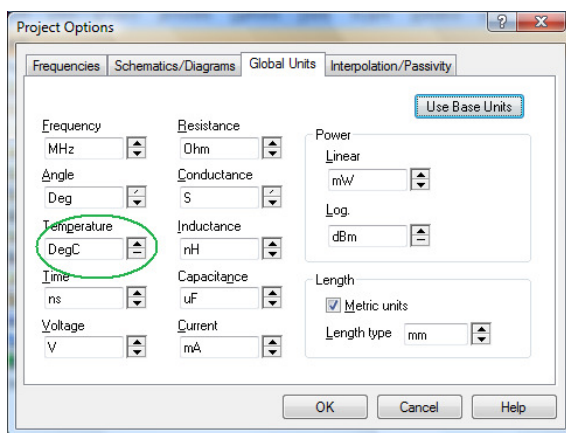 Project Options
Frequencies Schematics/Diagrams Global Units Interpolation/Passivity
Use Base Units
Frequency
MHz
Angle
Deg
Temperature
DegC
Time
ns
Voltage
V
Resistance
Ohm
Conductance
S
Inductance
nH
Capacitance
uF
Current
mA
Power
Linear
mW
Log.
dBm
Length
Metric units
Length type mm
OK Cancel Help